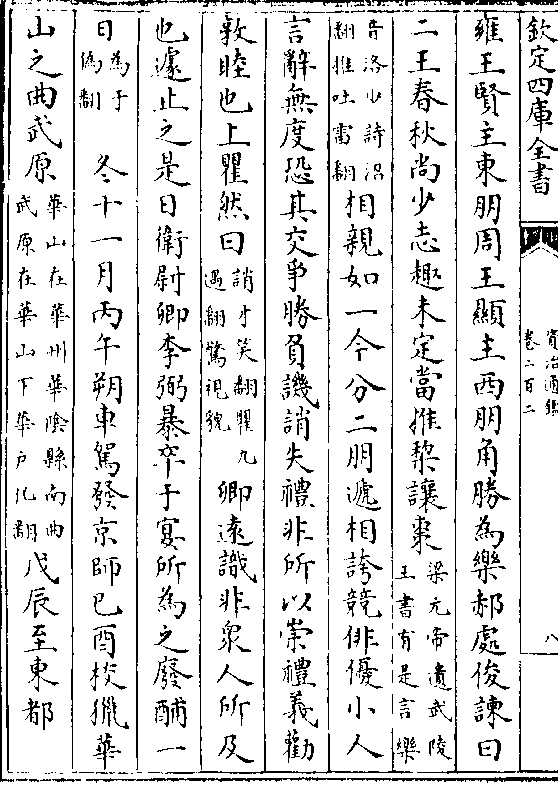 欽定四庫全書
資治通鑑
卷二百二
八
雍王賢主東朋周王顯主西朋角勝為樂郝處俊諫曰
二王春秋尚少志趣未定當推棃讓棗梁元帝遺武陵王書有是言樂
音洛少詩沼翻推吐雷翻相親如一今分二朋遞相誇競俳優小人
言辭無度恐其交爭勝負譏誚失禮非所以崇禮義勸
敦睦也上瞿然曰誚才笑翻瞿九遇翻驚視貌卿遠識非衆人所及
也遽止之是日衛尉卿李弼暴卒于宴所為之廢酺一
日為于偽翻冬十一月丙午朔車駕發京師己酉校獵華
山之曲武原華山在華州華陰縣南曲武原在華山下華戶化翻戊辰至東都